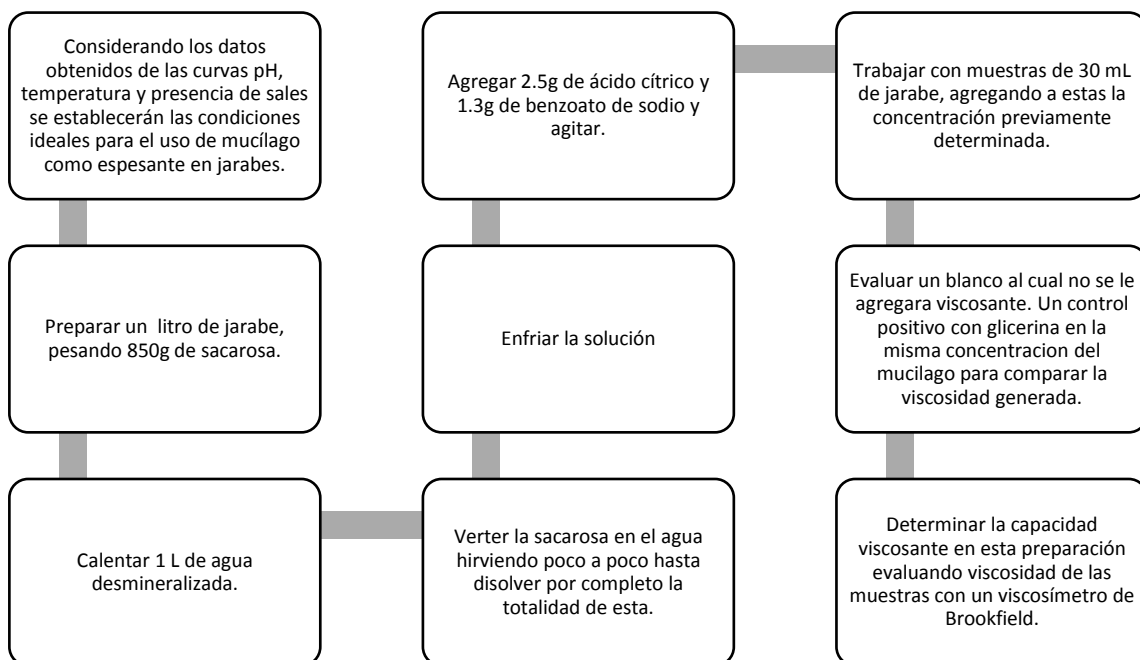 Considerando los datos
obtenidos de las curvas pH,
temperatura y presencia de sales
se establecerán las condiciones
ideales para el uso de mucílago
como espesante en jarabes.
Preparar un litro de jarabe,
pesando 850g de sacarosa.
Calentar 1 L de agua
desmineralizada.
Verter la sacarosa en el agua
hirviendo poco a poco hasta
disolver por completo la
totalidad de esta.
Enfriar la solución
Agregar 2.5g de ácido cítrico y
1.3g de benzoato de sodio y
agitar.
Trabajar con muestras de 30 mL
de jarabe, agregando a estas la
concentración previamente
determinada.
Evaluar un blanco al cual no se le
agregara viscosante. Un control
positivo con glicerina en la
misma concentracion del
mucilago para comparar la
viscosidad generada.
Determinar la capacidad
viscosante en esta preparación
evaluando viscosidad de las
muestras con un viscosímetro de
Brookfield.